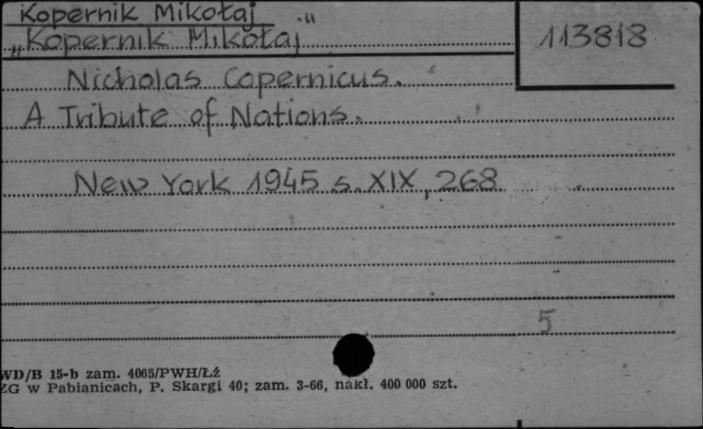 Kopernik Mikołaj
"Kopernik Mikołaj"
113818
Nicholas Copernicus.
A Tribute of Nations.
New York 1945 s. XIX, 268
5
WD/B 15-b zam. 4065/PWH/Łź
ZG w Pabianicach, P. Skargi 40; zam. 3-66, nakł. 400 000 szt.